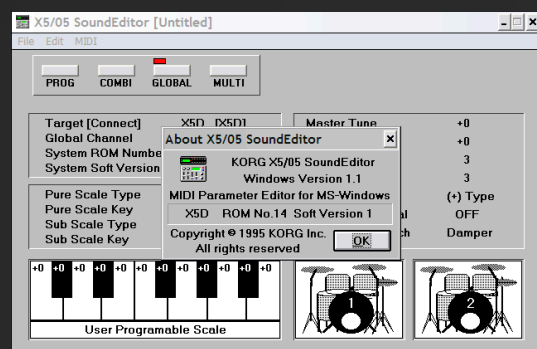 X5/05 SoundEditor [Untitled]
File Edit MIDI
PROG COMBI GLOBAL MULTI
Target [Connect] X5D [X5D]
Global Channel
System ROM Numbe
System Soft Version
Master Tune +0
+0
3
3
Pure Scale Type
Pure Scale Key
Sub Scale Type
Sub Scale Key
(+) Type
OFF
Damper
About X5/05 SoundEditor
KORG X5/05 SoundEditor
Windows Version 1.1
MIDI Parameter Editor for MS-Windows
X5D ROM No.14 Soft Version 1
Copyright © 1995 KORG Inc.
All rights reserved
OK
+0 +0 +0 +0 +0 +0 +0 +0 +0 +0 +0 +0
User Programable Scale
1
2